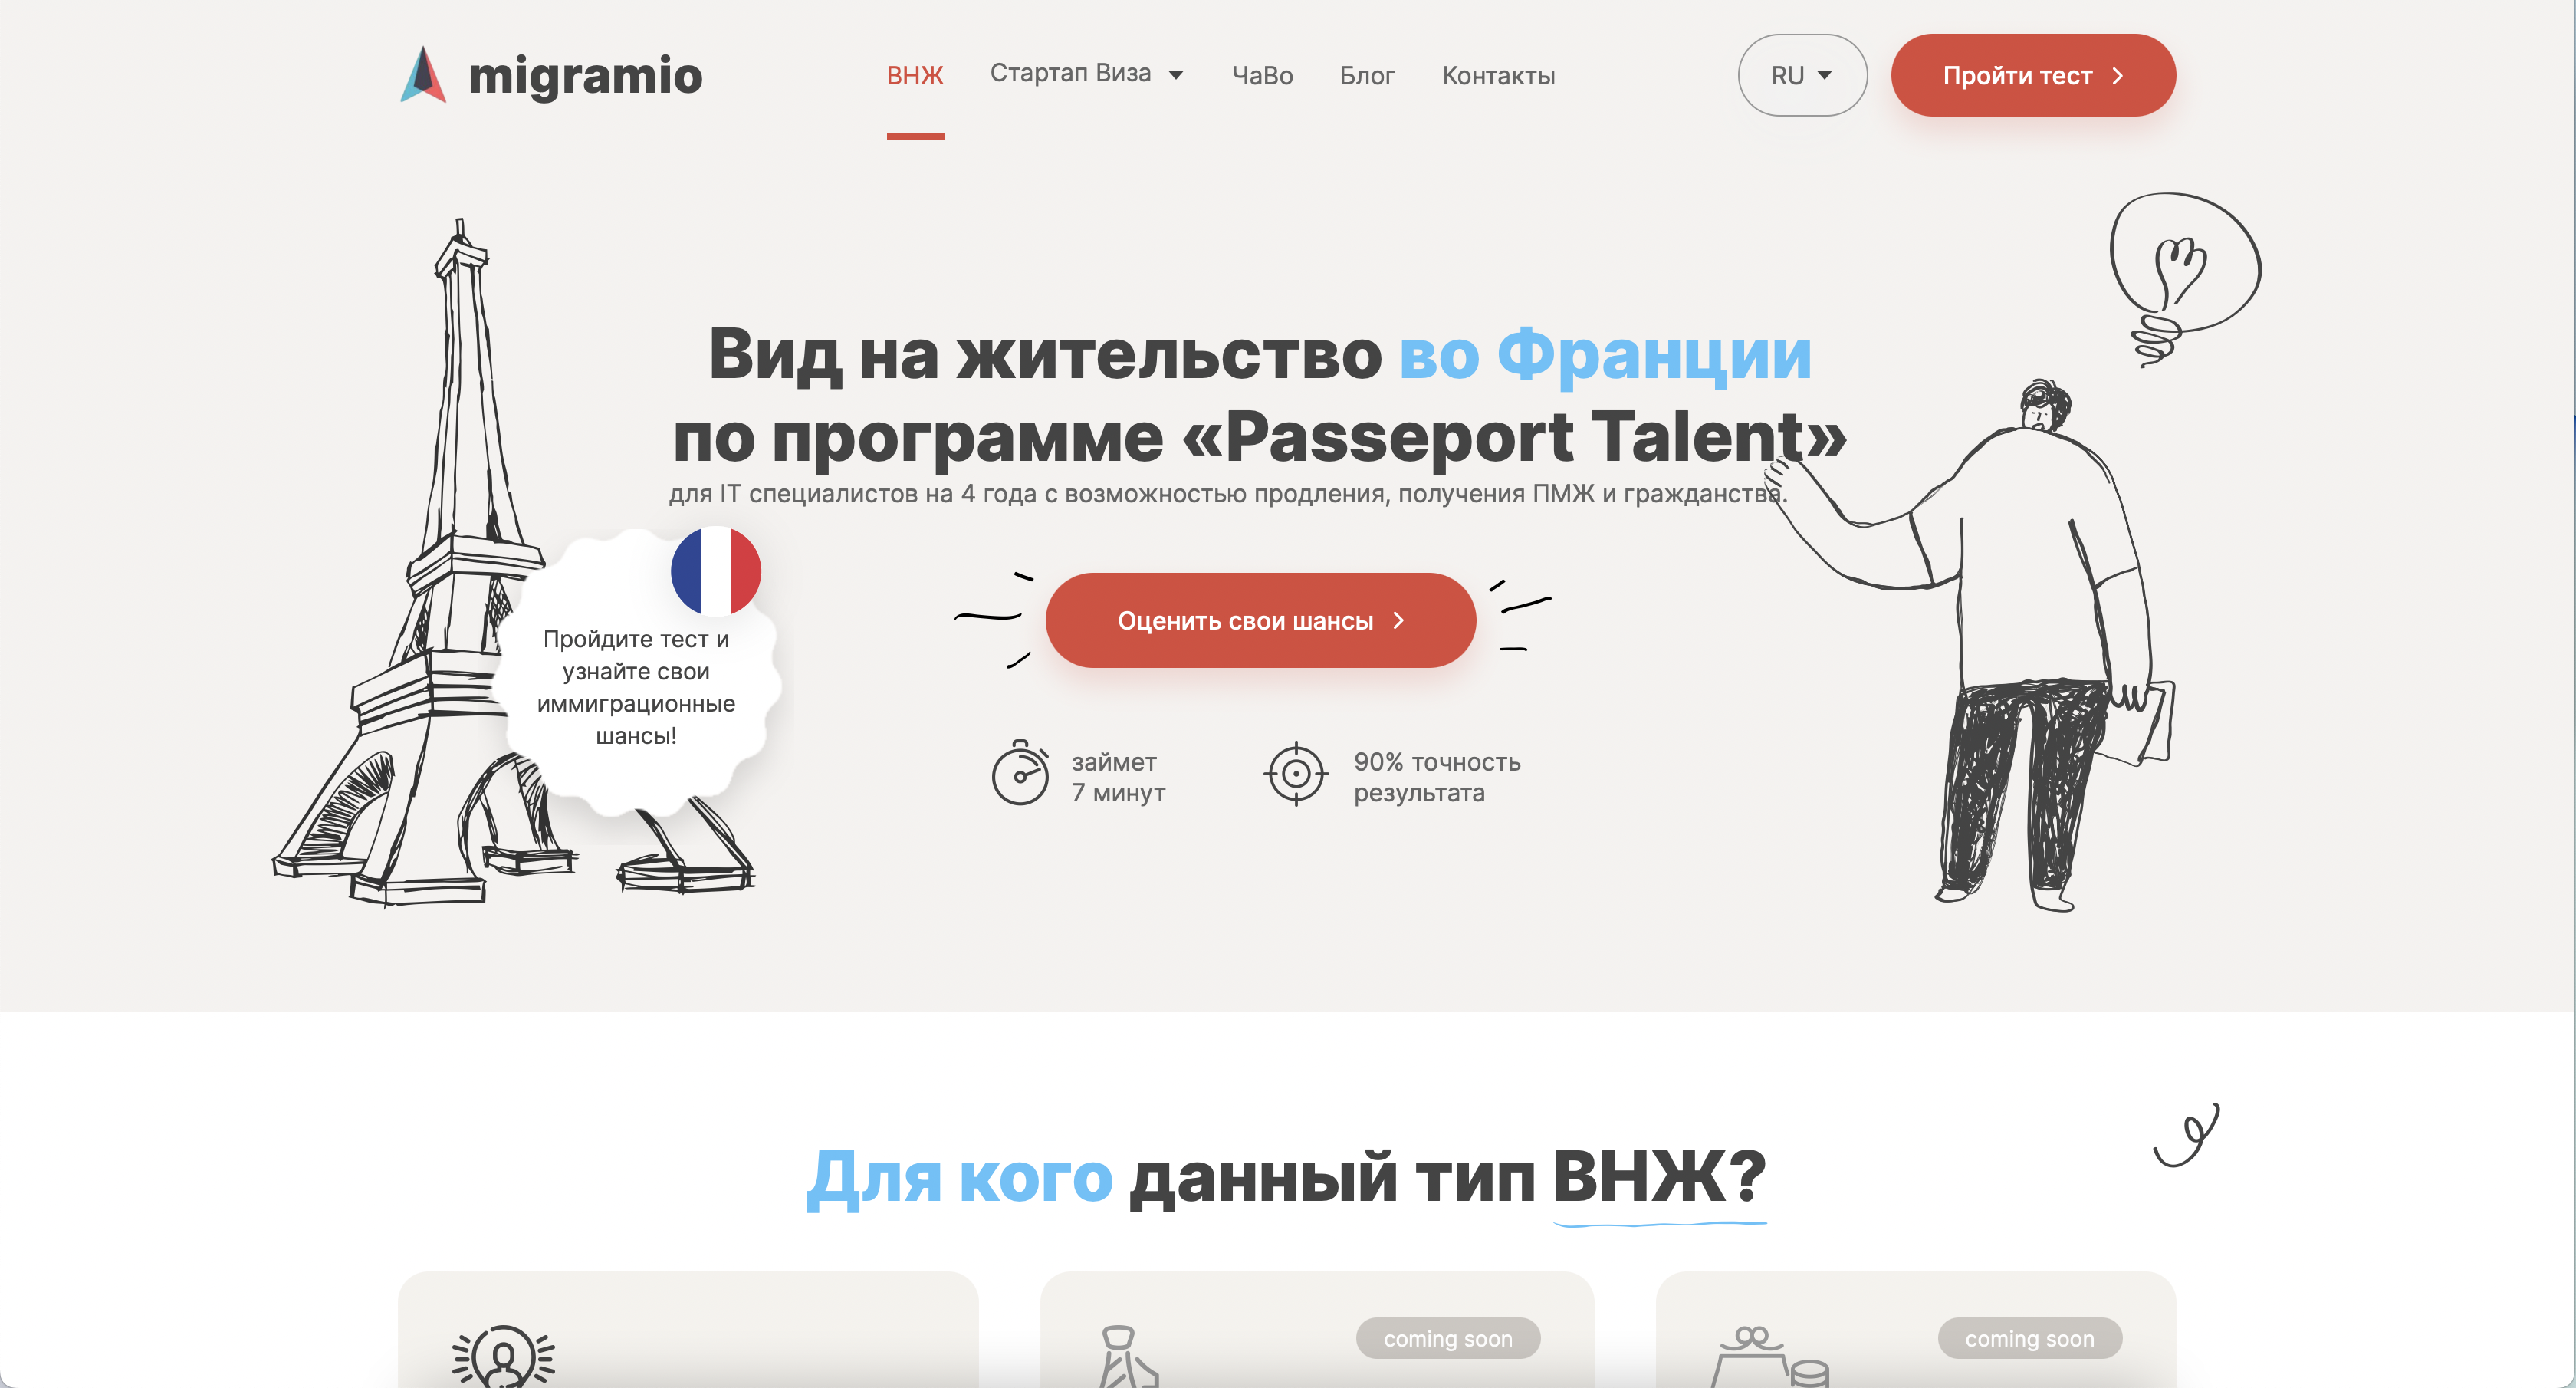 migramio
ВНЖ
Стартап Виза
ЧаВо
Блог
Контакты
RU
Пройти тест
Вид на жительство во Франции
по программе «Passeport Talent»
для IT специалистов на 4 года с возможностью продления, получения ПМЖ и гражданства.
Пройдите тест и
узнайте свои
иммиграционные
шансы!
Оценить свои шансы
займет
7 минут
90% точность
результата
Для кого данный тип ВНЖ?
coming soon
coming soon